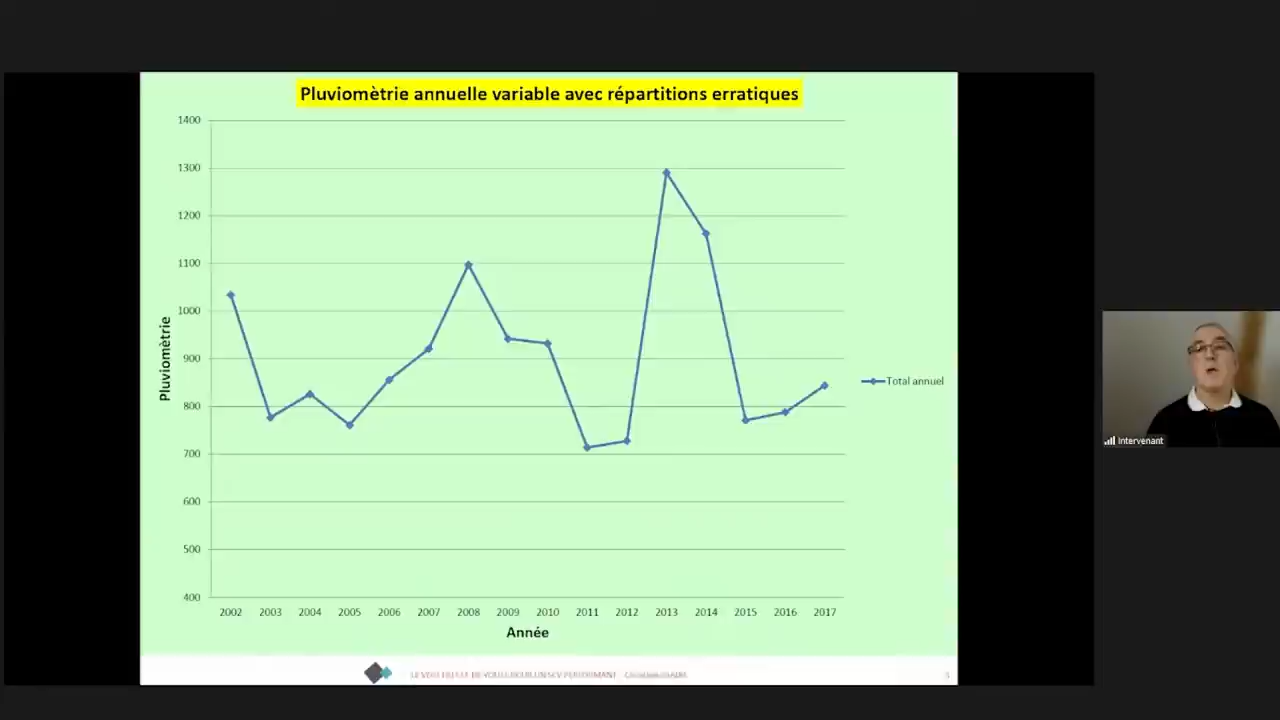 Pluviomètrie annuelle variable avec répartitions erratiques
1400
1300
1200
1100
1000
900
800
700
600
500
400
Pluviomètrie
2002 2003 2004 2005 2006 2007 2008 2009 2010 2011 2012 2013 2014 2015 2016 2017
Année
Total annuel
Intervenant